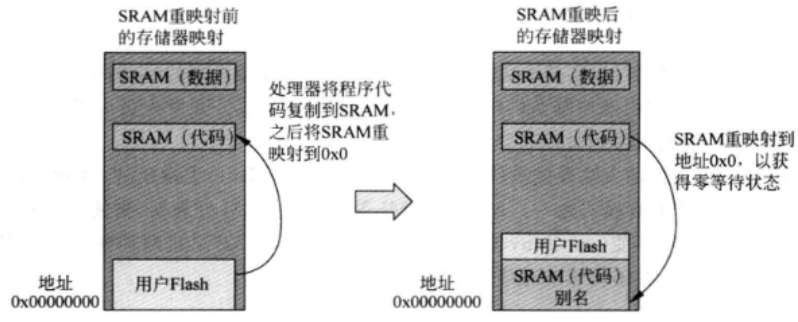 SRAM重映射前
的存储器映射
SRAM（数据）
SRAM（代码）
用户Flash
地址
0x00000000
处理器将程序代
码复制到SRAM，
之后将SRAM重
映射到0x0
SRAM重映后
的存储器映射
SRAM（数据）
SRAM（代码）
用户Flash
SRAM（代码）
别名
地址
0x00000000
SRAM重映射到
地址0x0，以获
得零等待状态